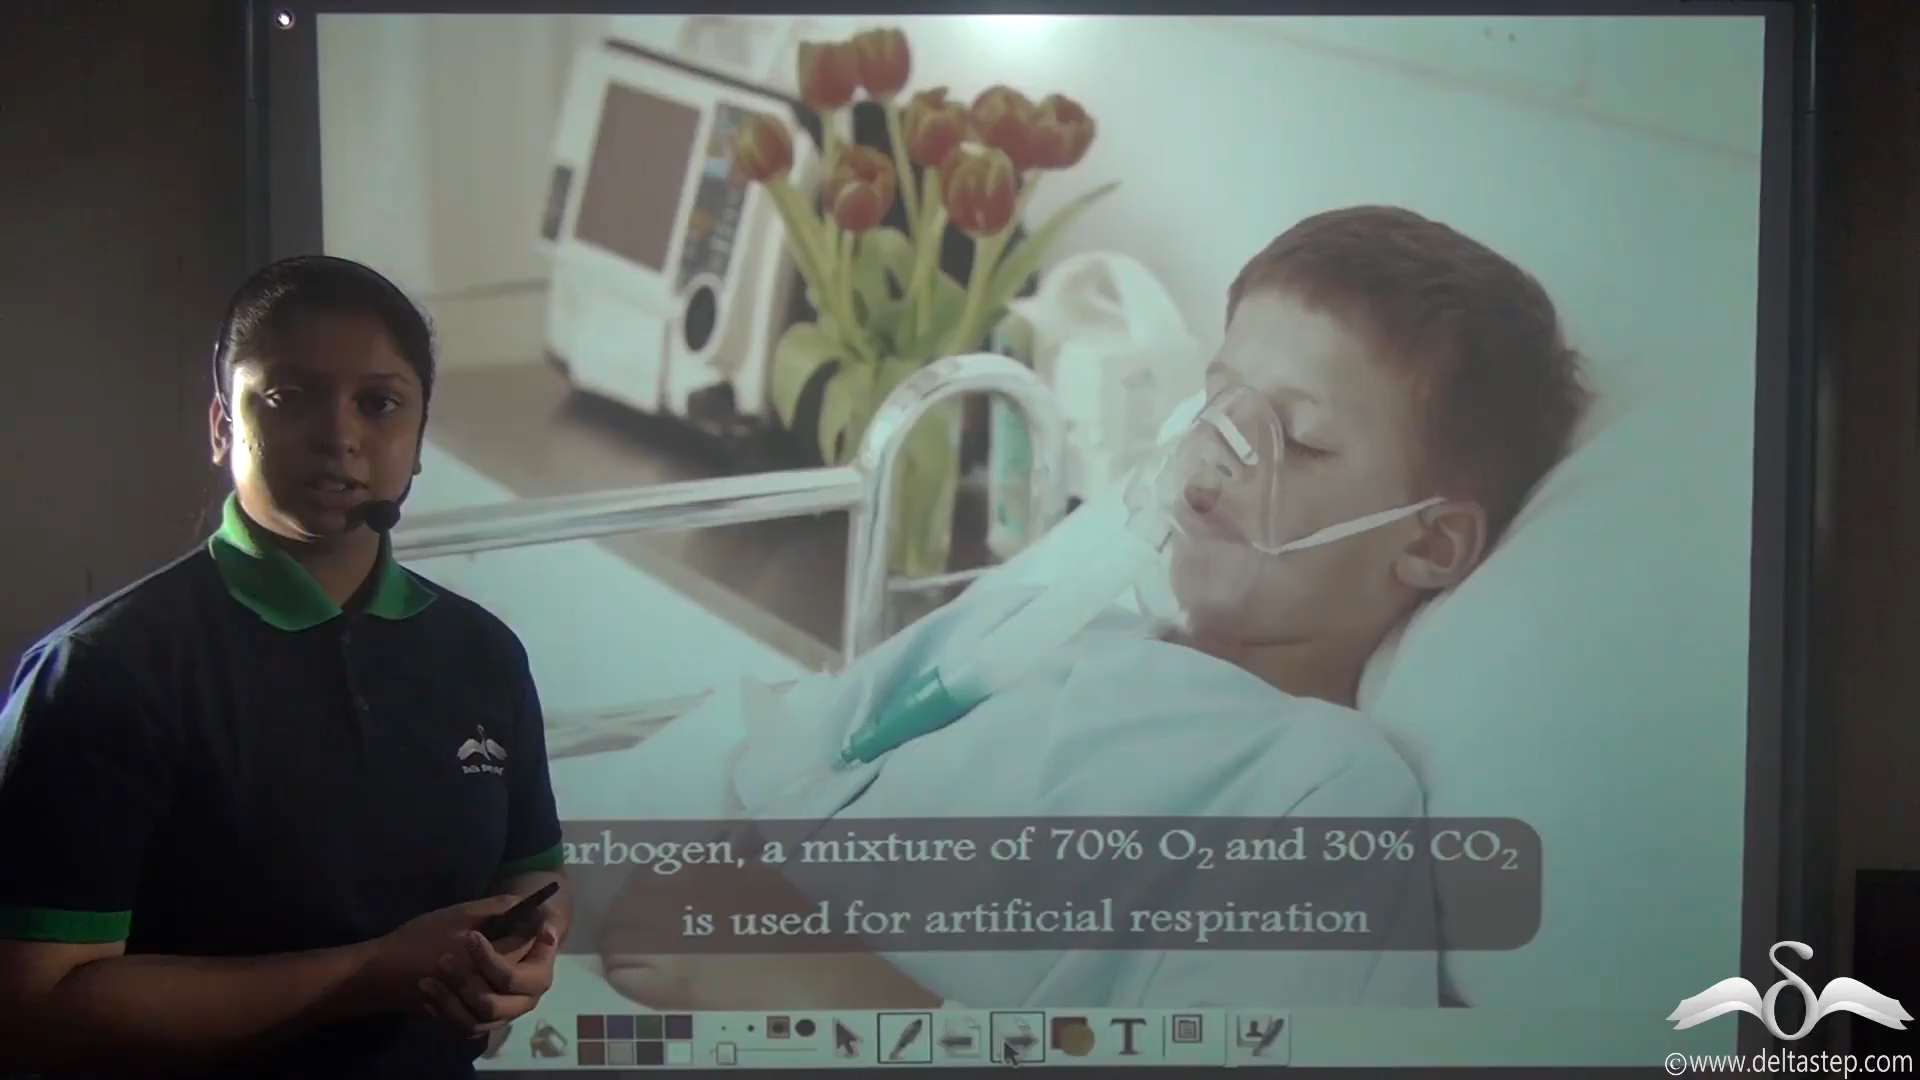 arbogen, a mixture of 70% O₂ and 30% CO₂
is used for artificial respiration
T
©www.deltastep.com